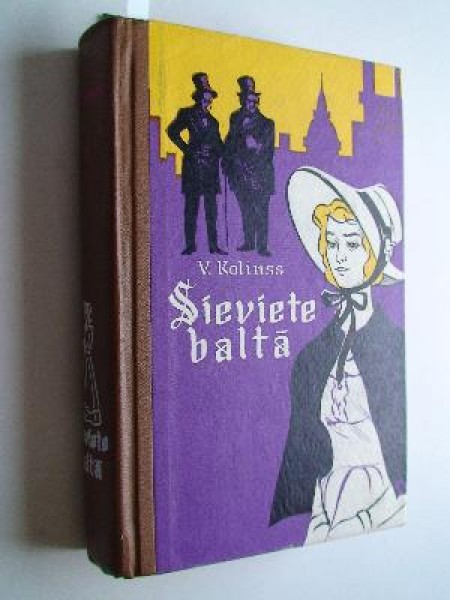 V. Kolinss
Sieviete
baltā